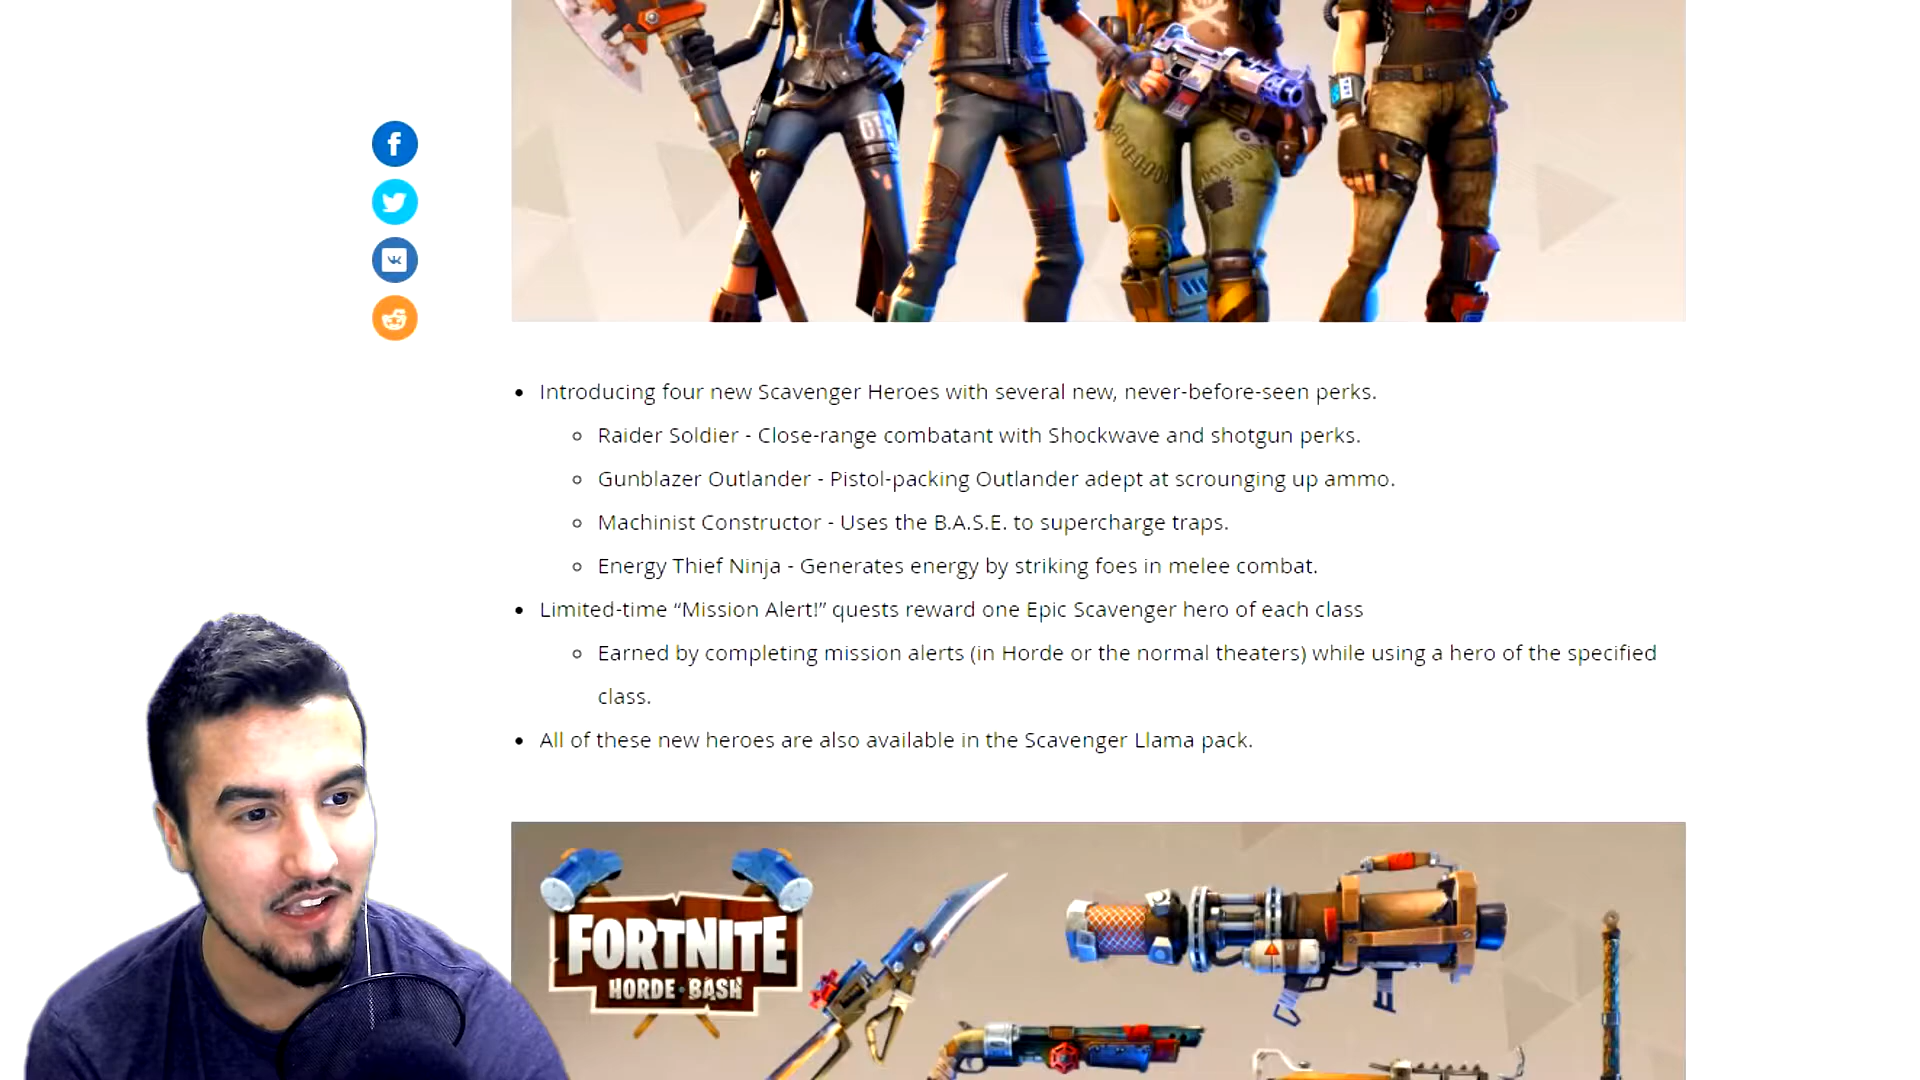 Introducing four new Scavenger Heroes with several new, never-before-seen perks.
Raider Soldier - Close-range combatant with Shockwave and shotgun perks.
Gunblazer Outlander - Pistol-packing Outlander adept at scrounging up ammo.
Machinist Constructor - Uses the B.A.S.E. to supercharge traps.
Energy Thief Ninja - Generates energy by striking foes in melee combat.
Limited-time “Mission Alert!” quests reward one Epic Scavenger hero of each class
Earned by completing mission alerts (in Horde or the normal theaters) while using a hero of the specified
class.
All of these new heroes are also available in the Scavenger Llama pack.
FORTNITE
HORDE·BASH